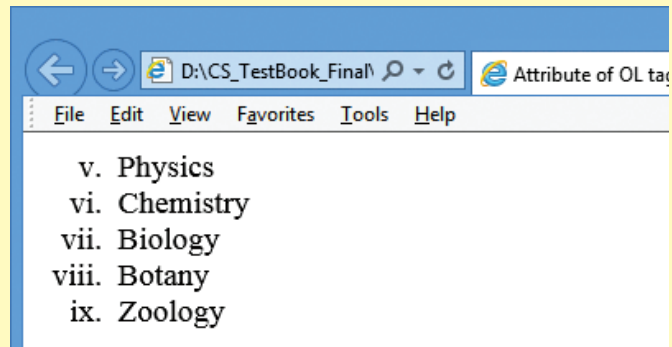 D:\CS_TestBook_Final\ Attribute of OL tag
File Edit View Favorites Tools Help
v. Physics
vi. Chemistry
vii. Biology
viii. Botany
ix. Zoology